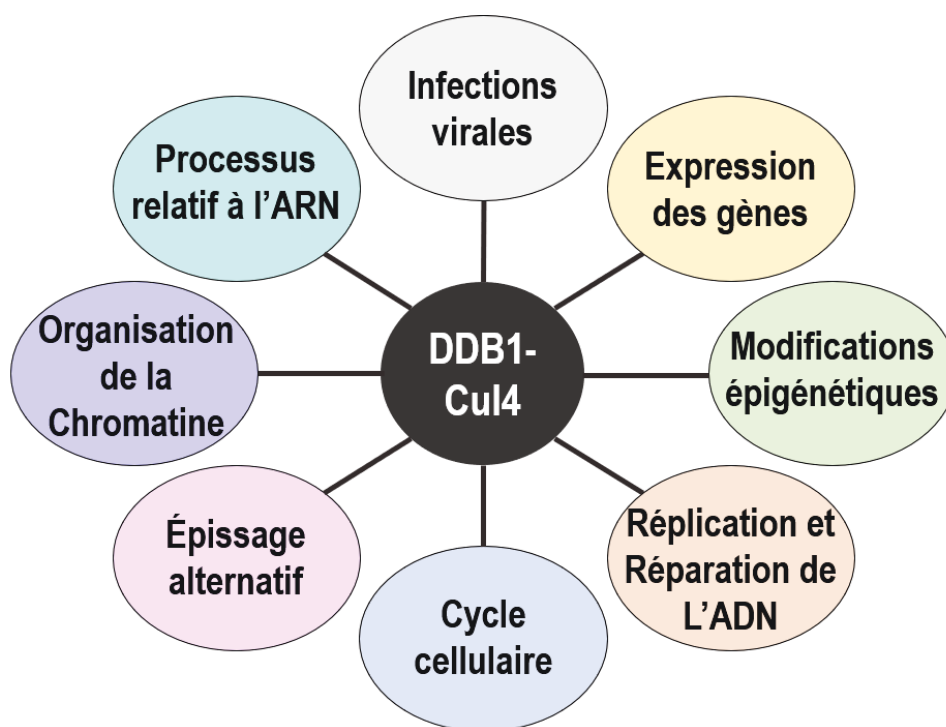 Infections
virales
Processus
relatif à l'ARN
Expression
des gènes
Organisation
de la
Chromatine
DDB1-
Cul4
Modifications
épigénétiques
Épissage
alternatif
Réplication et
Réparation de
L'ADN
Cycle
cellulaire